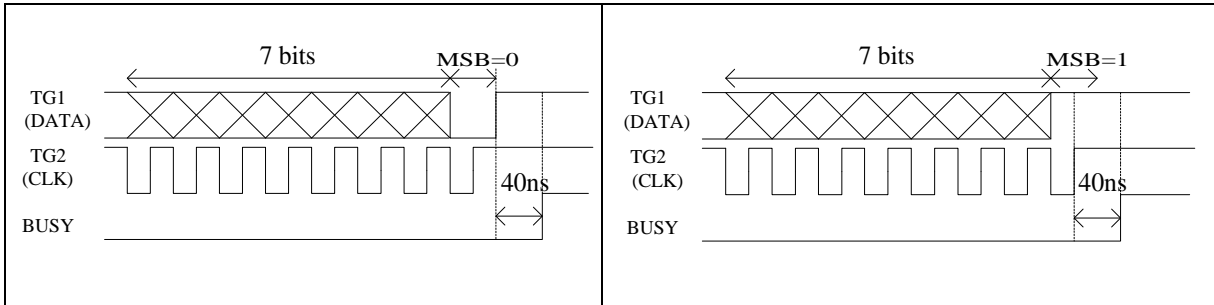 7 bits
MSB=0
TG1
(DATA)
TG2
(CLK)
40ns
BUSY
7 bits
MSB=1
TG1
(DATA)
TG2
(CLK)
40ns
BUSY